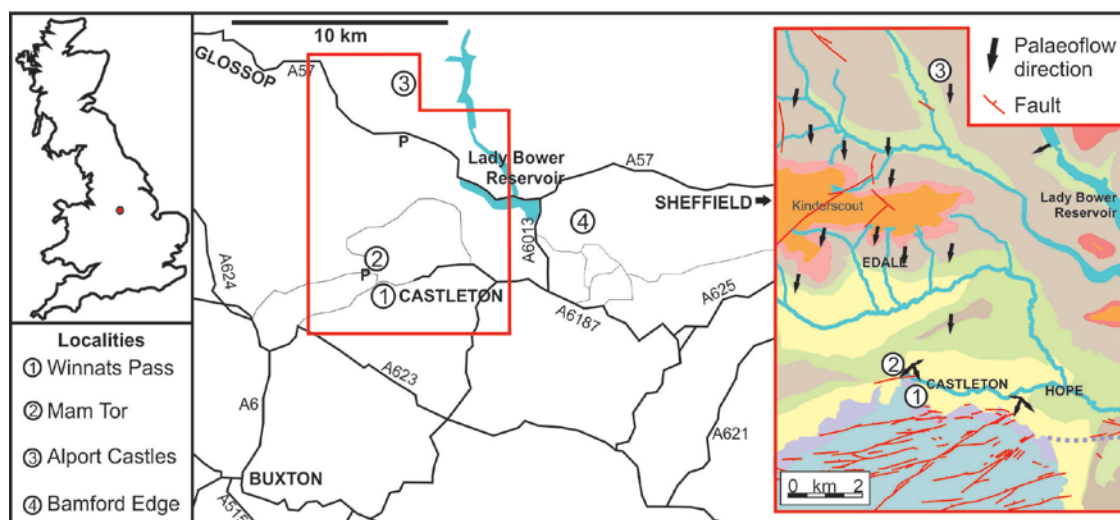 Localities
1 Winnats Pass
2 Mam Tor
3 Alport Castles
4 Bamford Edge
10 km
GLOSSOP
A57
3
P
Lady Bower
Reservoir
A57
SHEFFIELD
4
A6013
A624
2
P
1 CASTLETON
A625
A6187
A623
A6
A621
BUXTON
A515
3
Palaeoflow
direction
Fault
Lady Bower
Reservoir
Kinderscout
EDALE
2
CASTLETON
HOPE
1
0 km 2